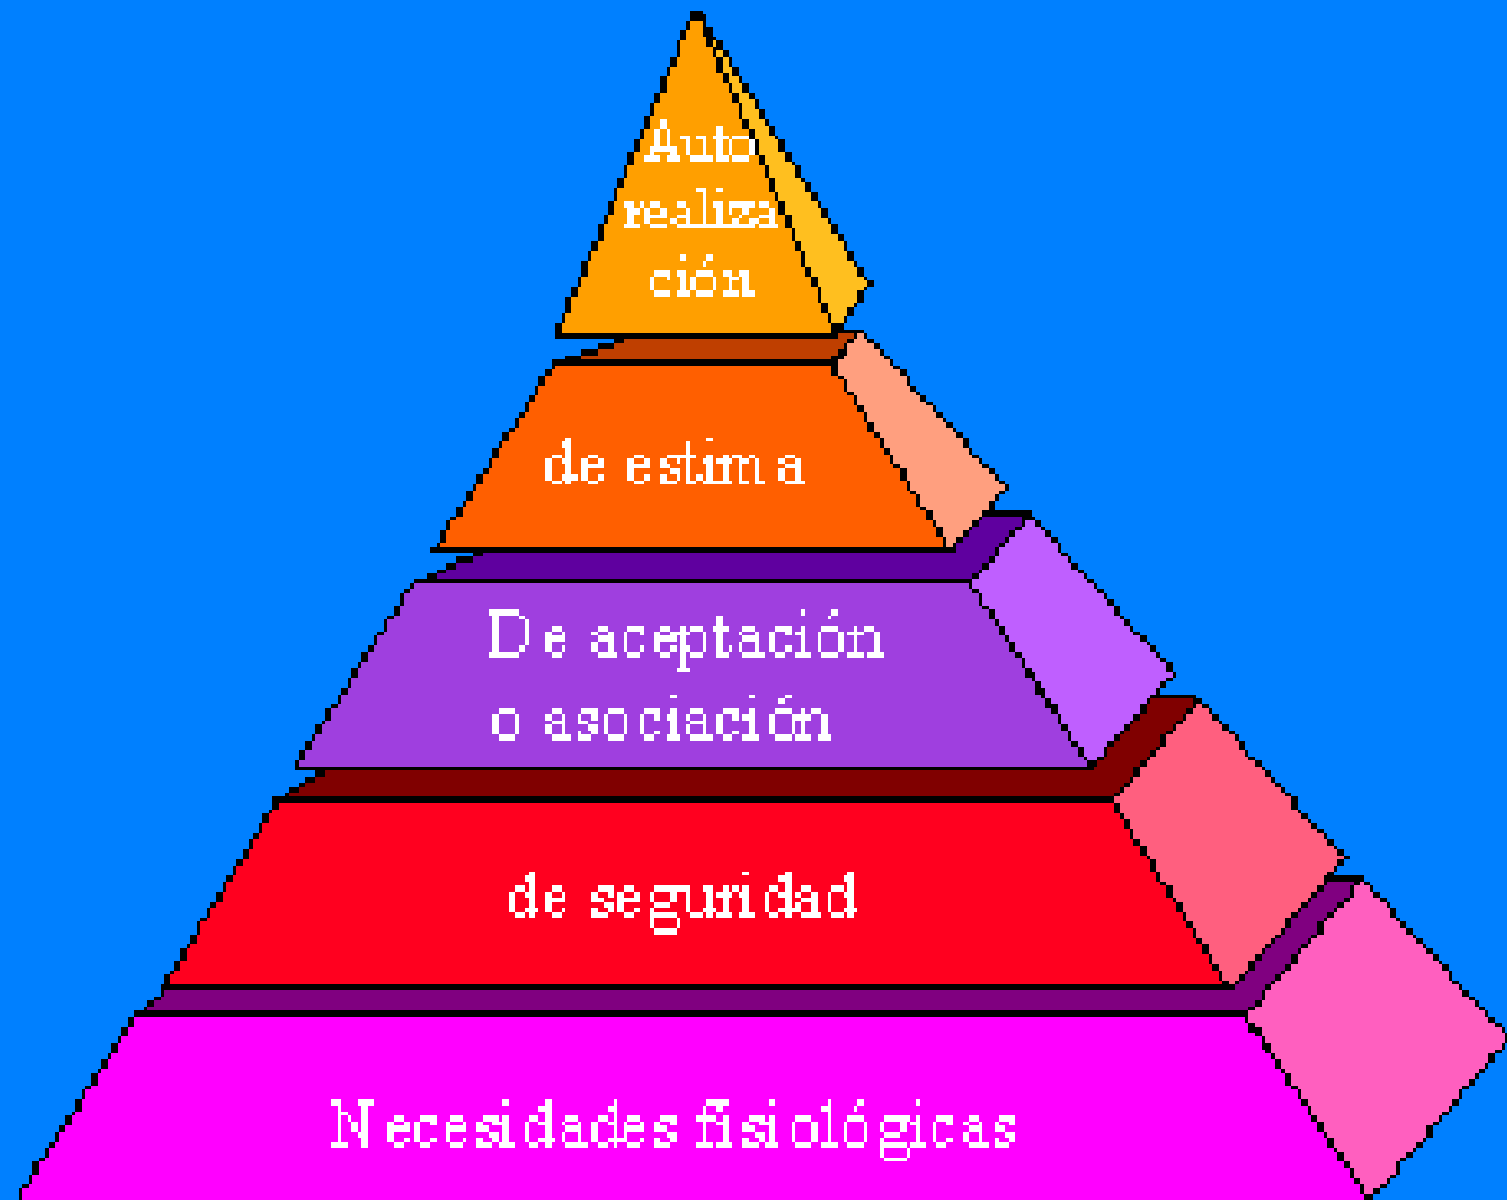 Auto
realiza
ción
de estima
De aceptación
o asociación
de seguridad
Necesidades fisiológicas